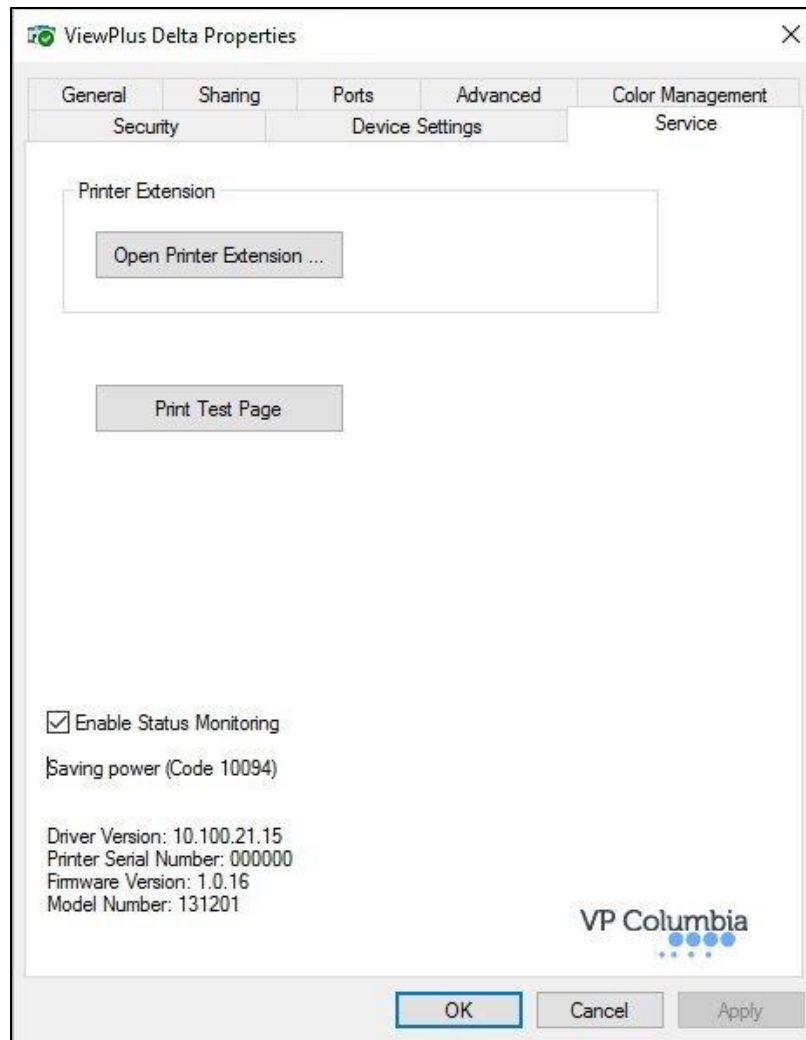 ViewPlus Delta Properties
General Sharing Ports Advanced Color Management
Security Device Settings Service
Printer Extension
Open Printer Extension ...
Print Test Page
Enable Status Monitoring
Saving power (Code 10094)
Driver Version: 10.100.21.15
Printer Serial Number: 000000
Firmware Version: 1.0.16
Model Number: 131201
VP Columbia
OK Cancel Apply